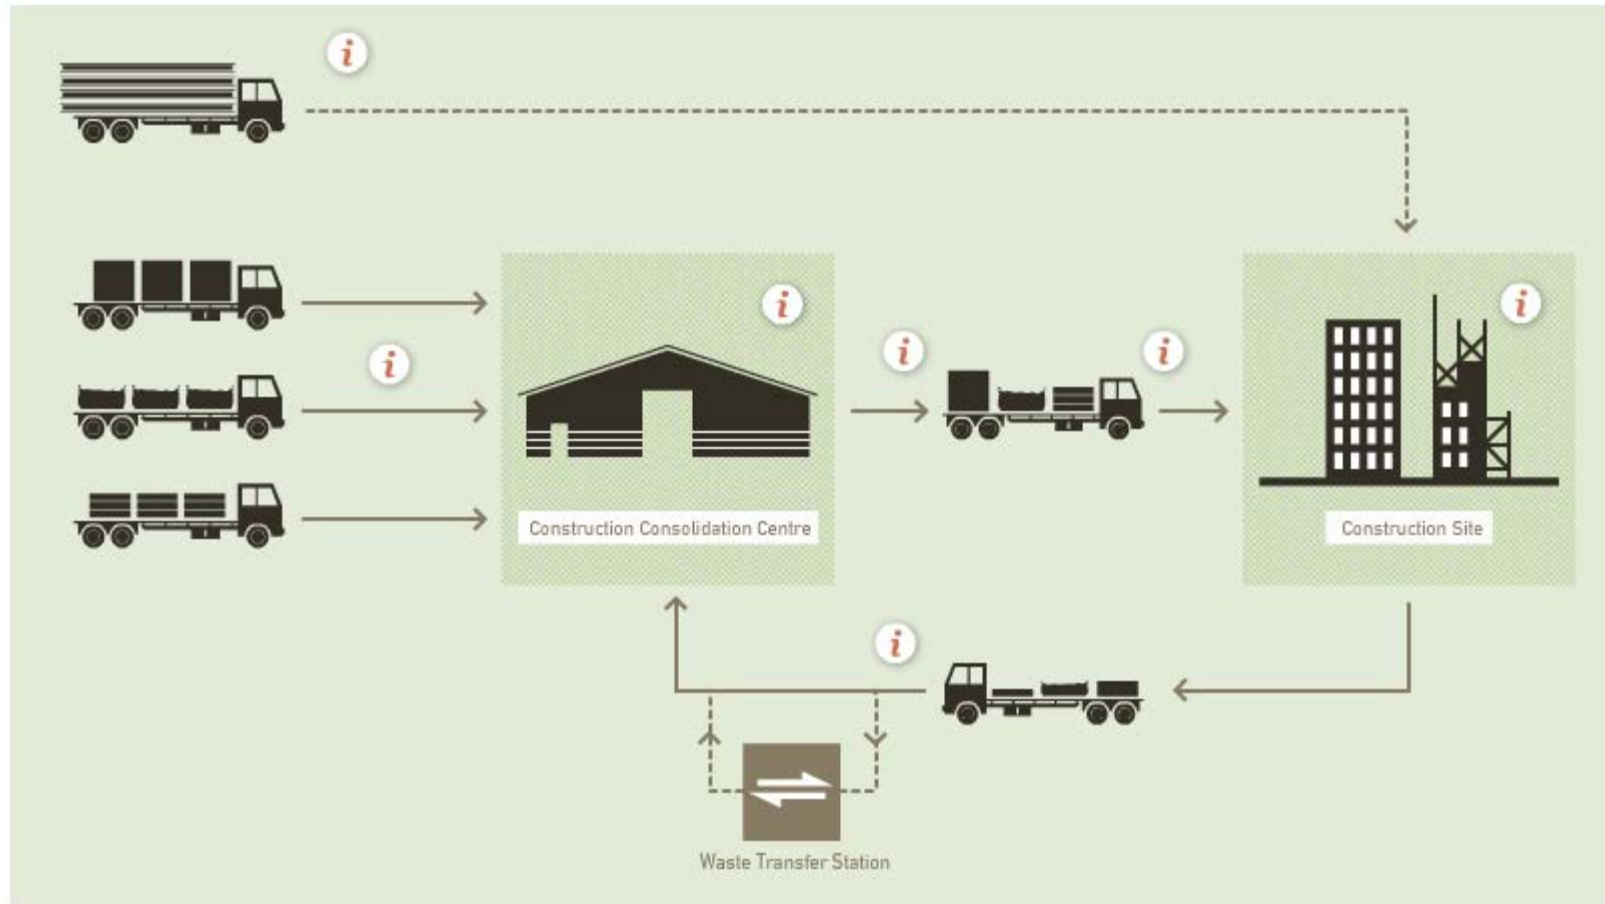 i
i
i
i
i
i
Construction Consolidation Centre
Construction Site
i
Waste Transfer Station